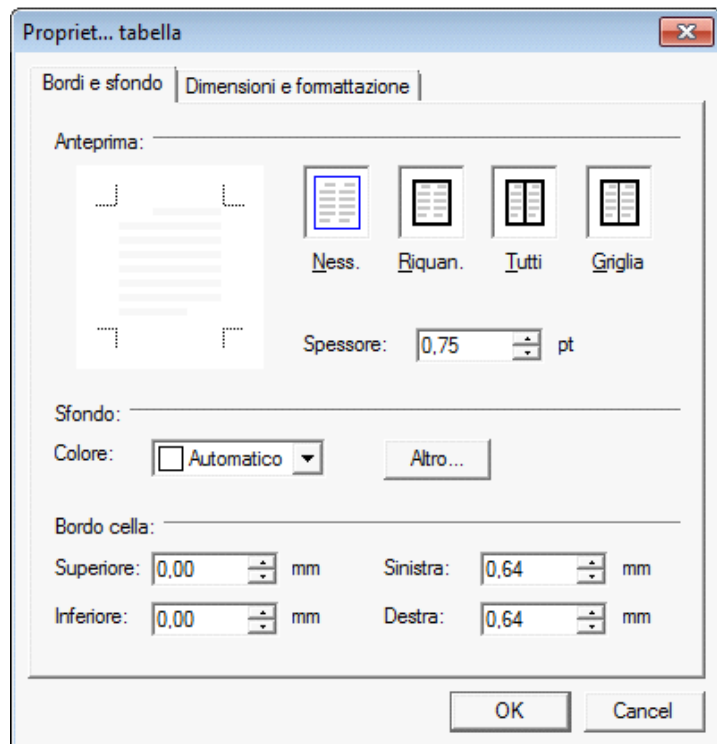 Propriet... tabella
Bordi e sfondo Dimensioni e formattazione
Anteprima:
Ness. Riquan. Tutti Griglia
Spessore: 0,75 pt
Sfondo:
Colore: Automatico Altro...
Bordo cella:
Superiore: 0,00 mm Sinistra: 0,64 mm
Inferiore: 0,00 mm Destra: 0,64 mm
OK Cancel